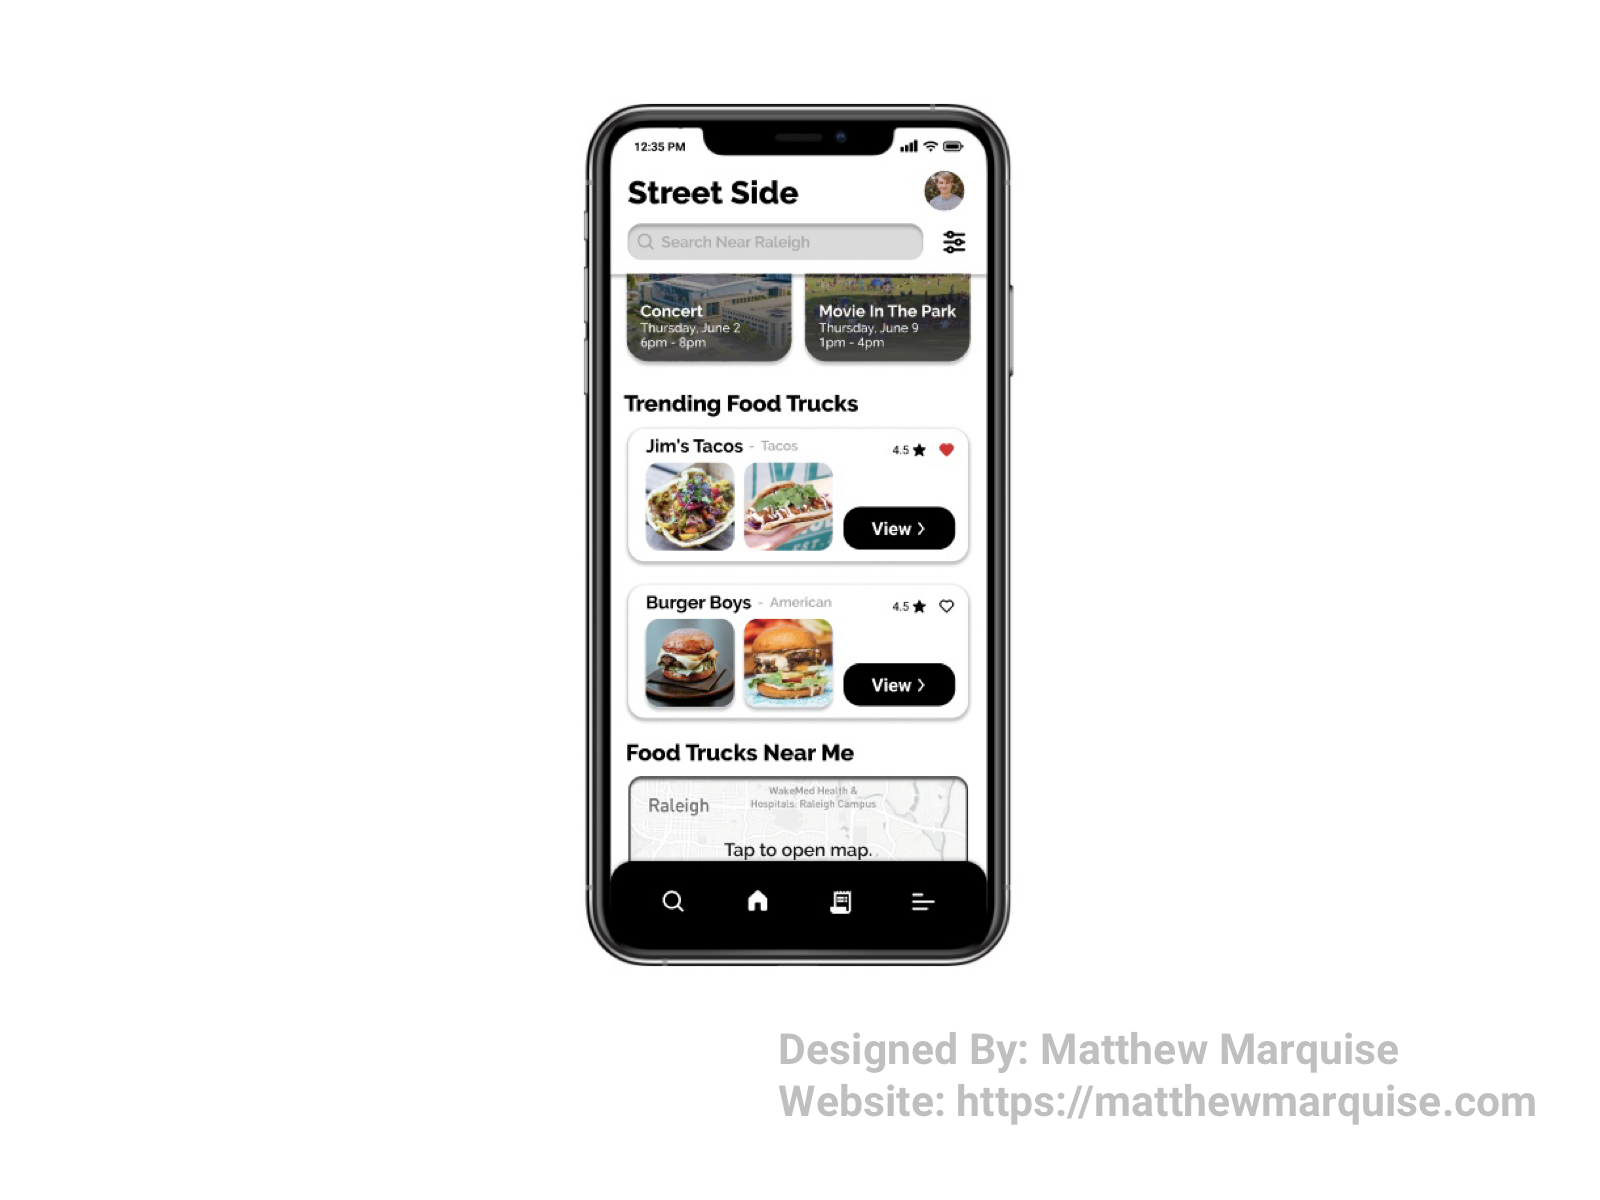 12:35 PM
Street Side
Search Near Raleigh
Concert
Thursday, June 2
6pm - 8pm
Movie In The Park
Thursday, June 9
1pm - 4pm
Trending Food Trucks
Jim's Tacos - Tacos
4.5
View
Burger Boys - American
4.5
View
Food Trucks Near Me
Raleigh
WakeMed Health &
Hospitals: Raleigh Campus
Tap to open map.
Designed By: Matthew Marquise
Website: https://matthewmarquise.com